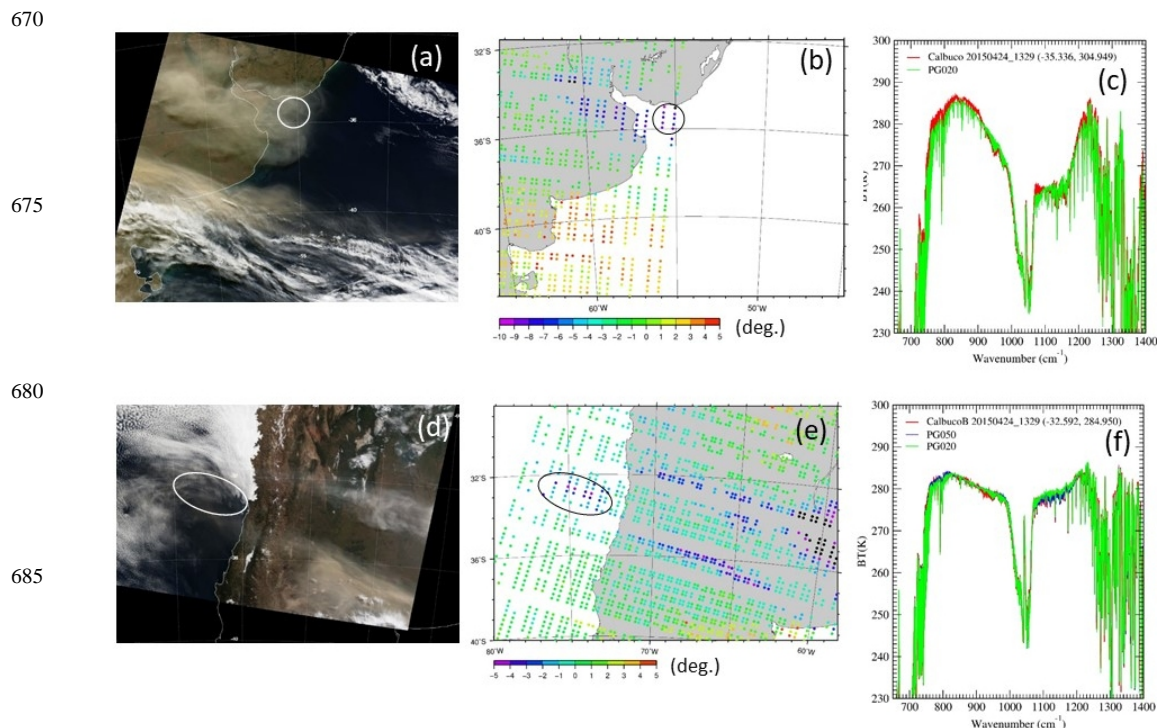 670
(a)
(b)
(c)
-35
-40
32°S
36°S
40°S
60°W
50°W
-10 -9 -8 -7 -6 -5 -4 -3 -2 -1 0 1 2 3 4 5
(deg.)
300
290
280
270
260
250
240
230
Calbuco 20150424_1329 (-35.336, 304.949)
PG020
BT(K)
700 800 900 1000 1100 1200 1300 1400
Wavenumber (cm-1)
675
680
(d)
(e)
(f)
32°S
36°S
40°S
80°W
70°W
60°W
-5 -4 -3 -2 -1 0 1 2 3 4 5
(deg.)
300
290
280
270
260
250
240
230
CalbucoB 20150424_1329 (-32.592, 284.950)
PG050
PG020
BT(K)
700 800 900 1000 1100 1200 1300 1400
Wavenumber (cm-1)
685